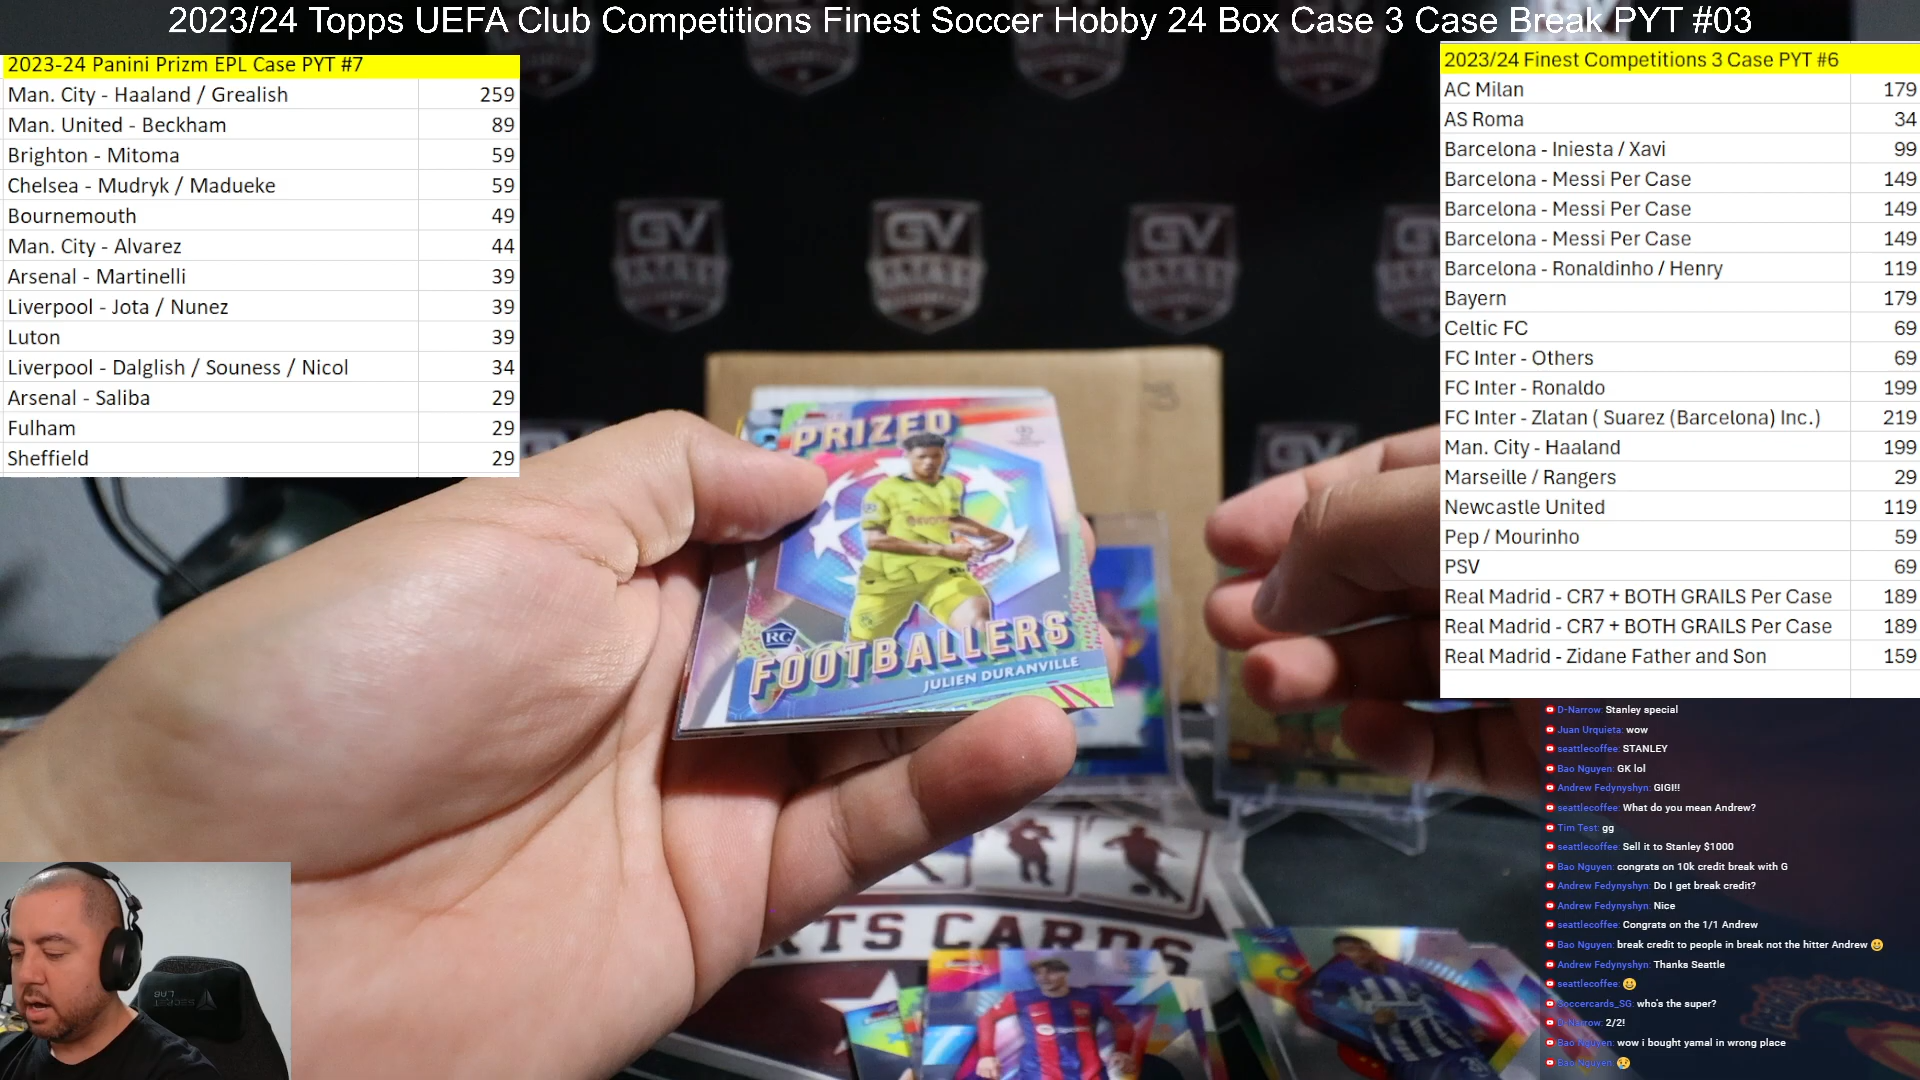 2023/24 Topps UEFA Club Competitions Finest Soccer Hobby 24 Box Case 3 Case Break PYT #03
2023-24 Panini Prizm EPL Case PYT #7
Man. City - Haaland / Grealish 259
Man. United - Beckham 89
Brighton - Mitoma 59
Chelsea - Mudryk / Madueke 59
Bournemouth 49
Man. City - Alvarez 44
Arsenal - Martinelli 39
Liverpool - Jota / Nunez 39
Luton 39
Liverpool - Dalglish / Souness / Nicol 34
Arsenal - Saliba 29
Fulham 29
Sheffield 29
2023/24 Finest Competitions 3 Case PYT #6
AC Milan 179
AS Roma 34
Barcelona - Iniesta / Xavi 99
Barcelona - Messi Per Case 149
Barcelona - Messi Per Case 149
Barcelona - Messi Per Case 149
Barcelona - Ronaldinho / Henry 119
Bayern 179
Celtic FC 69
FC Inter - Others 69
FC Inter - Ronaldo 199
FC Inter - Zlatan ( Suarez (Barcelona) Inc.) 219
Man. City - Haaland 199
Marseille / Rangers 29
Newcastle United 119
Pep / Mourinho 59
PSV 69
Real Madrid - CR7 + BOTH GRAILS Per Case 189
Real Madrid - CR7 + BOTH GRAILS Per Case 189
Real Madrid - Zidane Father and Son 159
GV
GV
GV
PRIZED
RC
FOOTBALLERS
JULIEN DURANVILLE
RTS CARDS
D-Narrow: Stanley special
Juan Urquieta: wow
seattlecoffee: STANLEY
Bao Nguyen: GK lol
Andrew Fedynyshyn: GIGI!!
seattlecoffee: What do you mean Andrew?
Tim Test: gg
seattlecoffee: Sell it to Stanley $1000
Bao Nguyen: congrats on 10k credit break with G
Andrew Fedynyshyn: Do I get break credit?
Andrew Fedynyshyn: Nice
seattlecoffee: Congrats on the 1/1 Andrew
Bao Nguyen: break credit to people in break not the hitter Andrew 😃
Andrew Fedynyshyn: Thanks Seattle
seattlecoffee: 😃
Soccercards_SG: who's the super?
D-Narrow: 2/2!
Bao Nguyen: wow i bought yamal in wrong place
Bao Nguyen: 😢